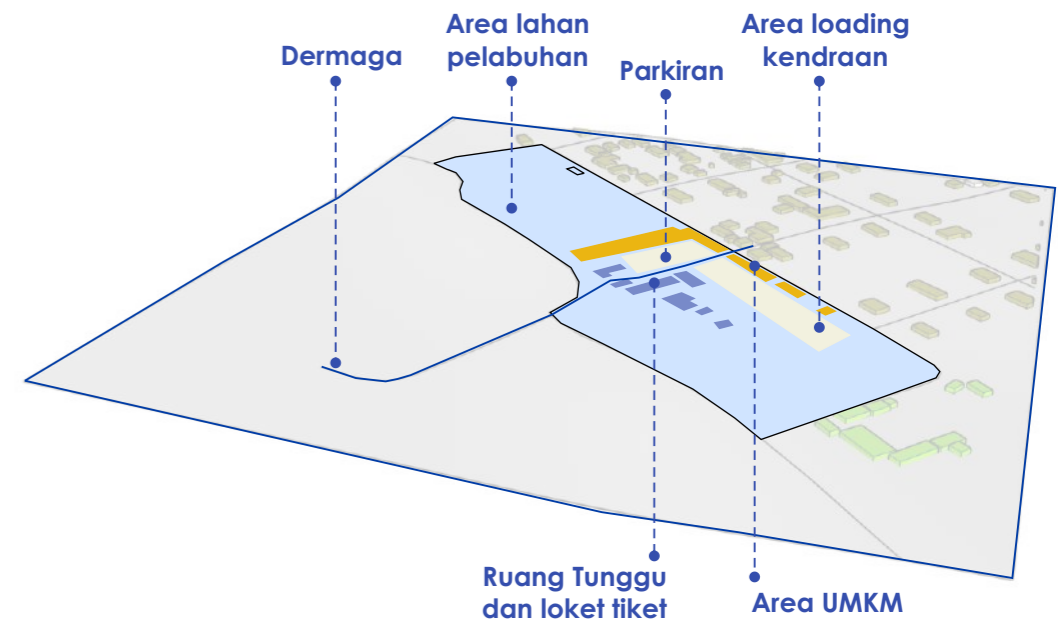 Area lahan
pelabuhan
Area loading
kendraan
Dermaga
Parkiran
Ruang Tunggu
dan loket tiket
Area UMKM